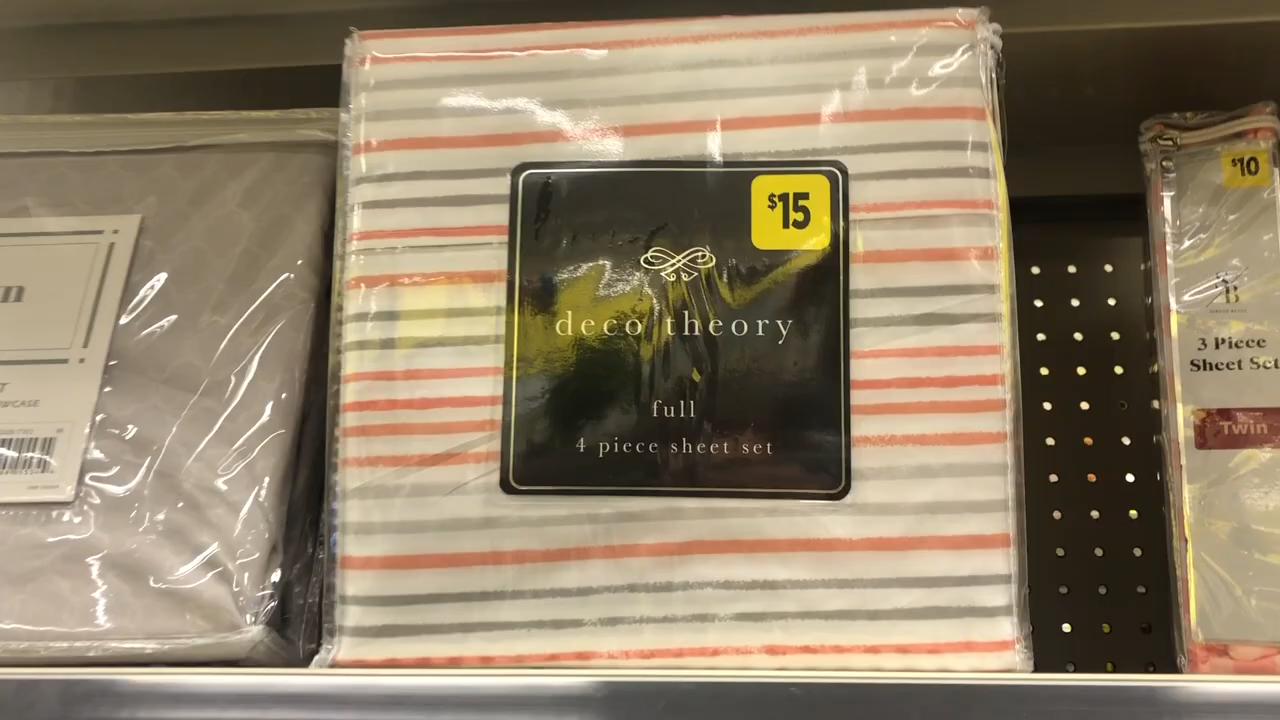 $15
deco theory
full
4 piece sheet set
$10
3 Piece
Sheet Set
Twin